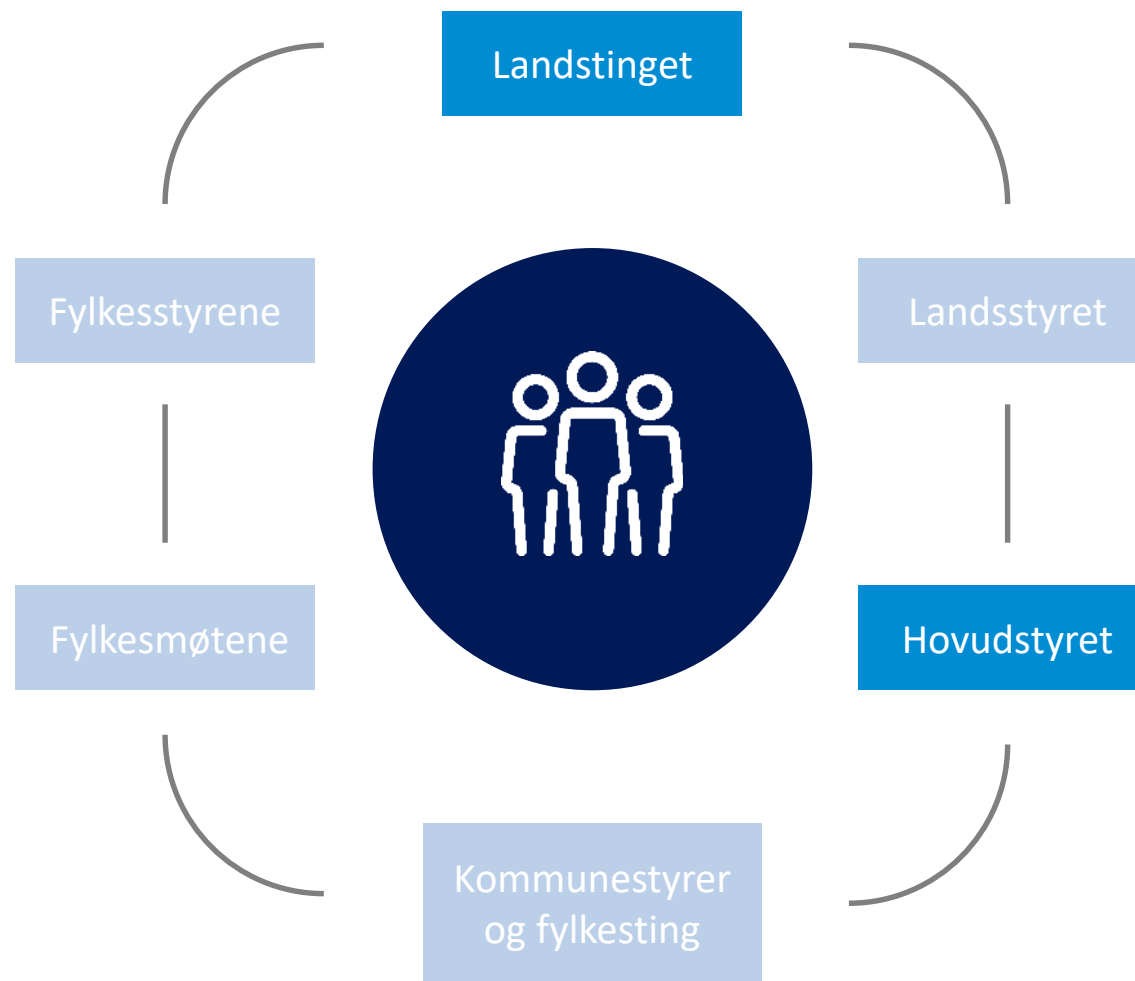 Landstinget
Fylkesstyrene
Landsstyret
Fylkesmøtene
Hovudstyret
Kommunestyrer
og fylkesting